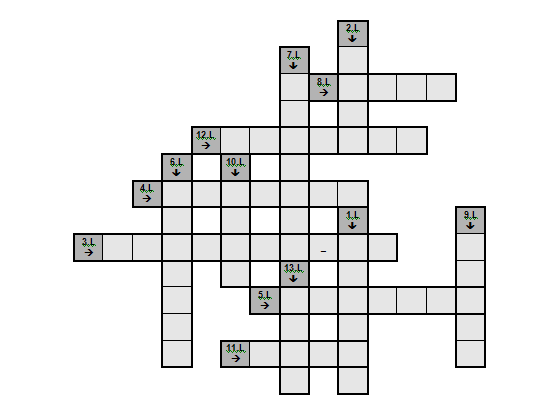 2.L
↓
7.L
↓
8.L
→
12.L
→
6.L
↓
10.L
↓
4.L
→
1.L
↓
9.L
↓
3.L
→
–
13.L
↓
5.L
→
11.L
→